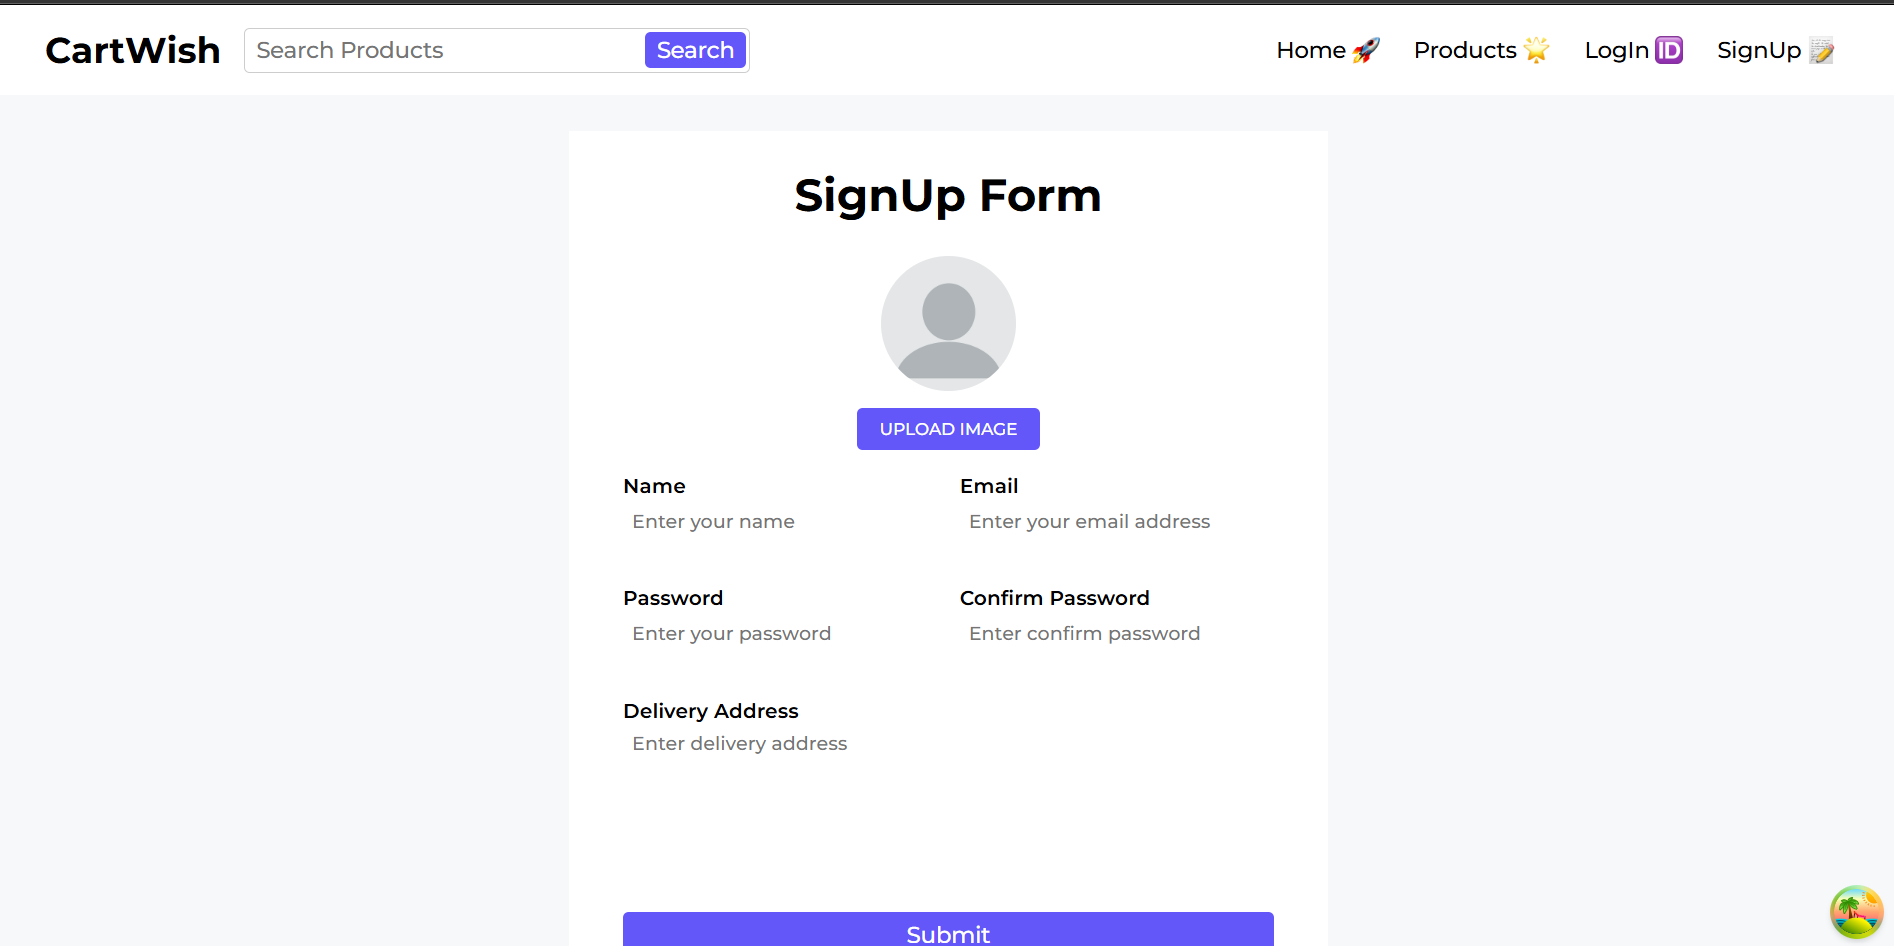 CartWish Search Products Search Home 🚀 Products 🌟 LogIn 🆔 SignUp 📝
SignUp Form
UPLOAD IMAGE
Name Email
Enter your name Enter your email address
Password Confirm Password
Enter your password Enter confirm password
Delivery Address
Enter delivery address
Submit